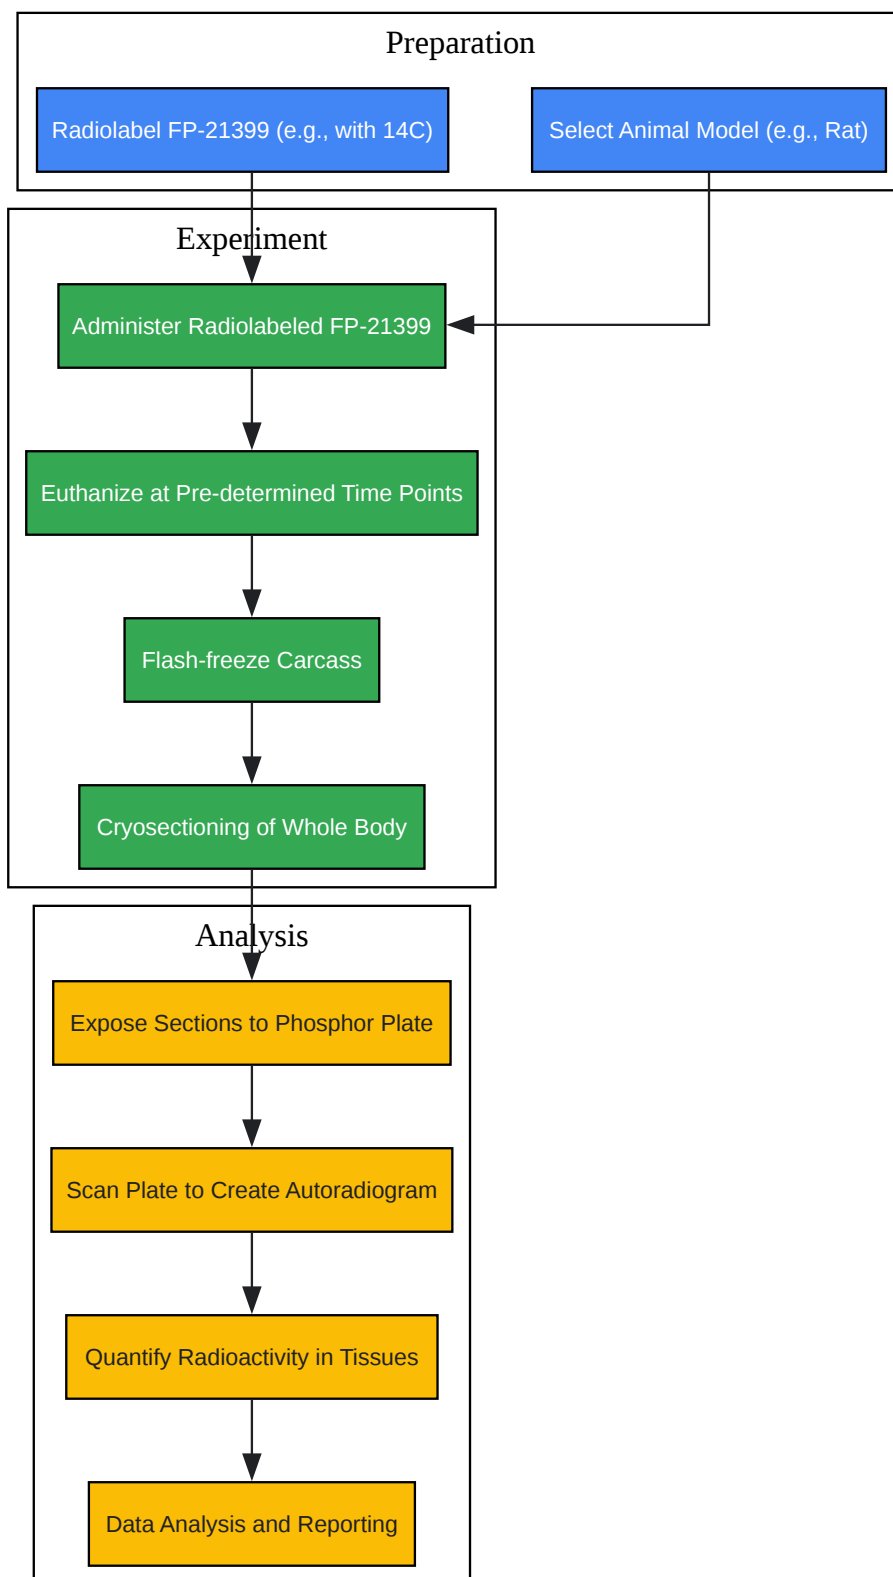 Preparation
Radiolabel FP-21399 (e.g., with 14C)
Select Animal Model (e.g., Rat)
Experiment
Administer Radiolabeled FP-21399
Euthanize at Pre-determined Time Points
Flash-freeze Carcass
Cryosectioning of Whole Body
Analysis
Expose Sections to Phosphor Plate
Scan Plate to Create Autoradiogram
Quantify Radioactivity in Tissues
Data Analysis and Reporting